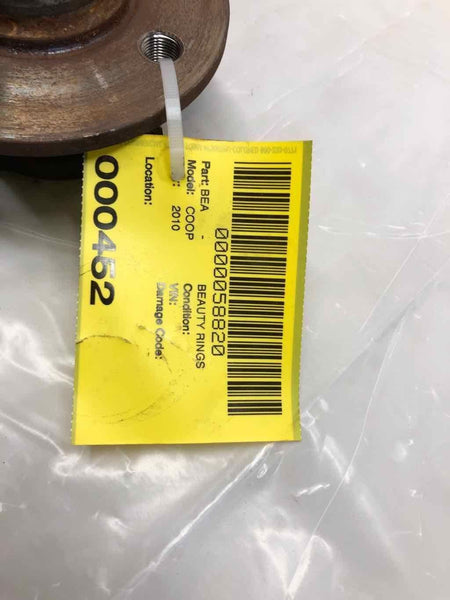 0000058820
Part: BEA - BEAUTY RINGS
Model: COOP Condition:
2010 VIN:
Damage Code:
Location:
000452